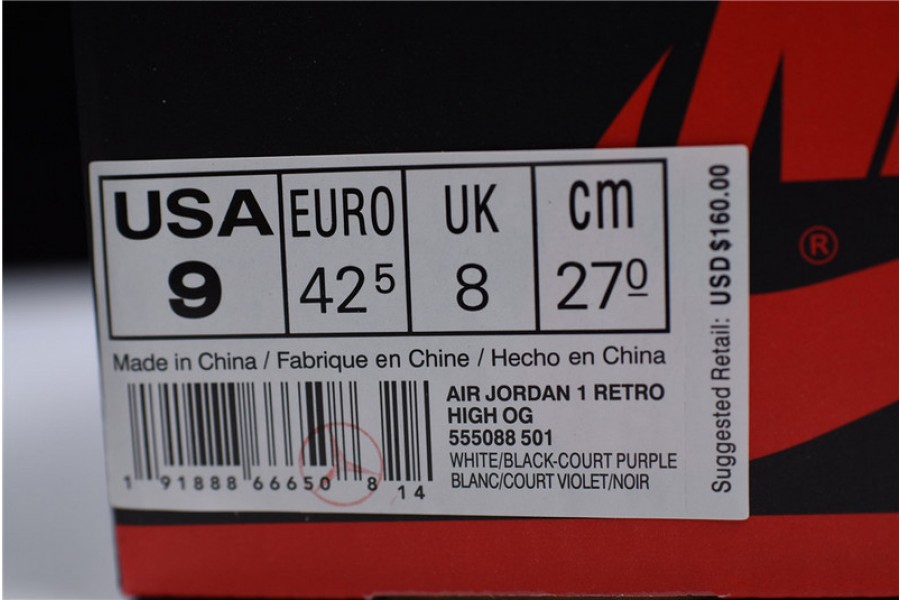 USA EURO UK cm
9 42⁵ 8 27⁰
Made in China / Fabrique en Chine / Hecho en China
1 91888 66650 8 14
AIR JORDAN 1 RETRO
HIGH OG
555088 501
WHITE/BLACK-COURT PURPLE
BLANC/COURT VIOLET/NOIR
Suggested Retail: USD $160.00
®